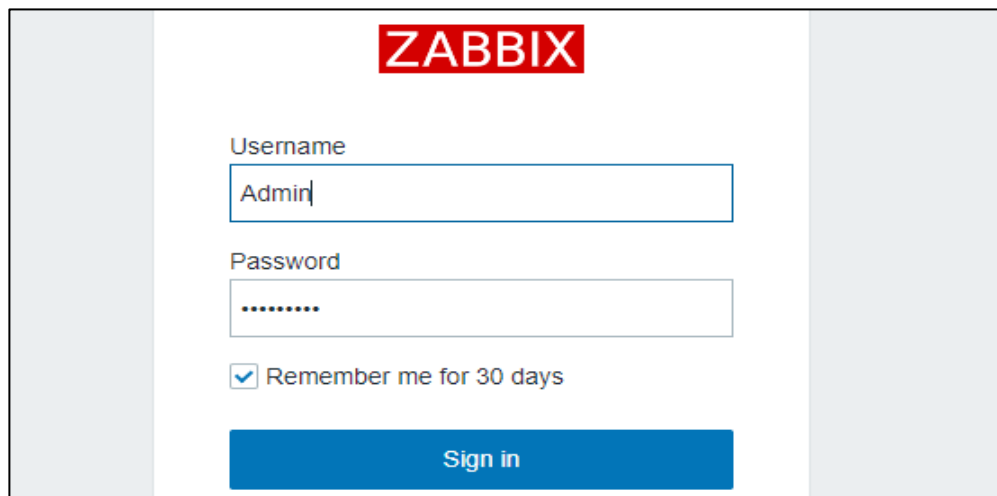 ZABBIX
Username
Admin
Password
•••••••••
Remember me for 30 days
Sign in